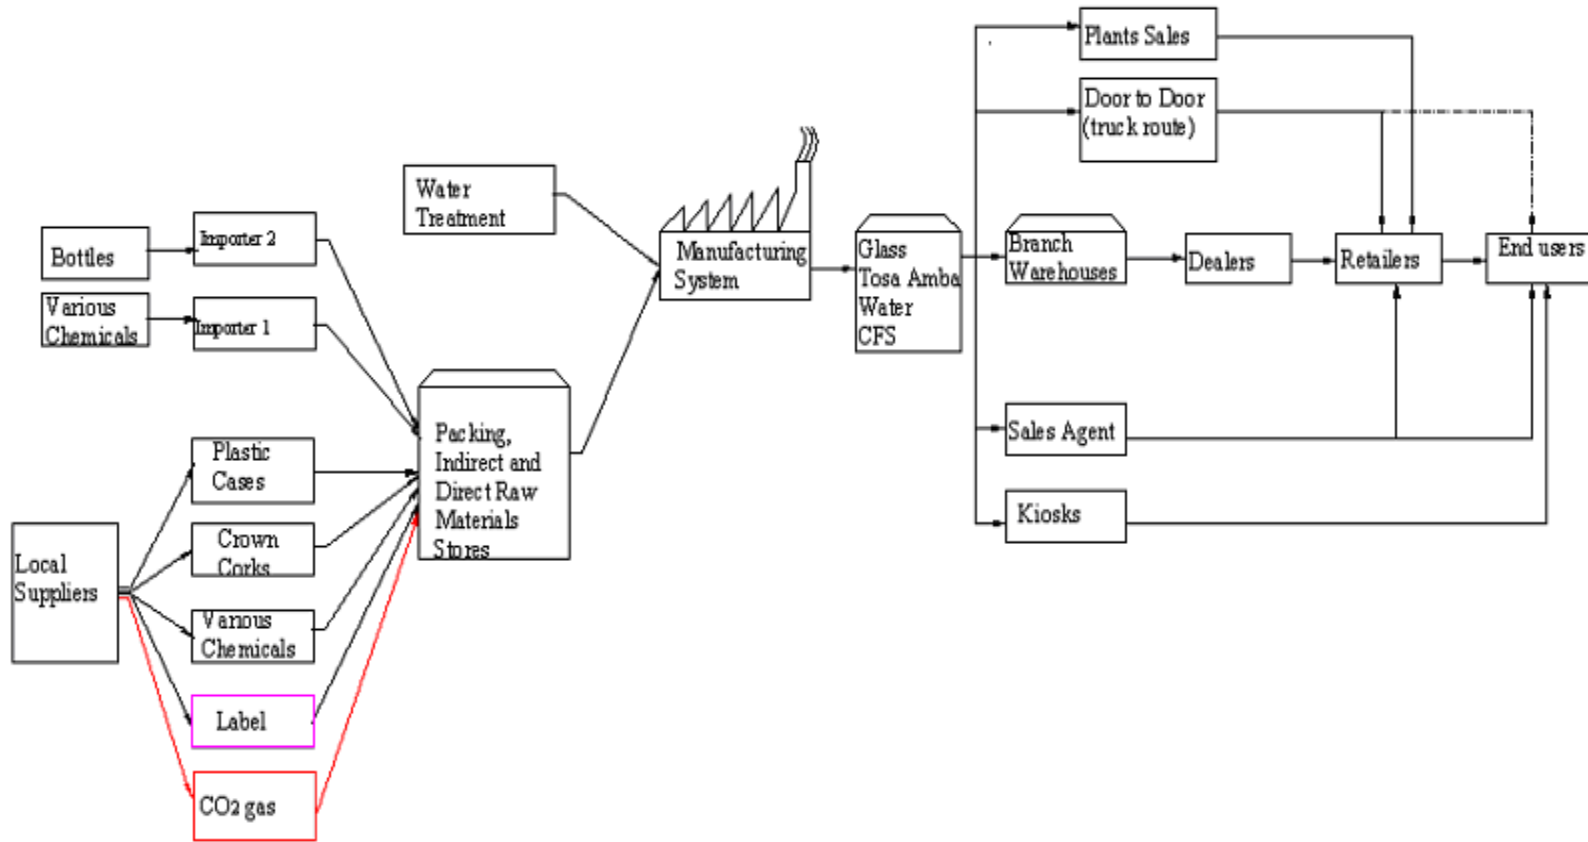 Plants Sales
Door to Door
(truck route)
Water
Treatment
Bottles
Importer 2
Various
Chemicals
Importer 1
Manufacturing
System
Glass
Tosa Amba
Water
CFS
Branch
Warehouses
Dealers
Retailers
End users
Packing,
Indirect and
Direct Raw
Materials
Stores
Plastic
Cases
Crown
Corks
Local
Suppliers
Various
Chemicals
Label
CO2 gas
Sales Agent
Kiosks